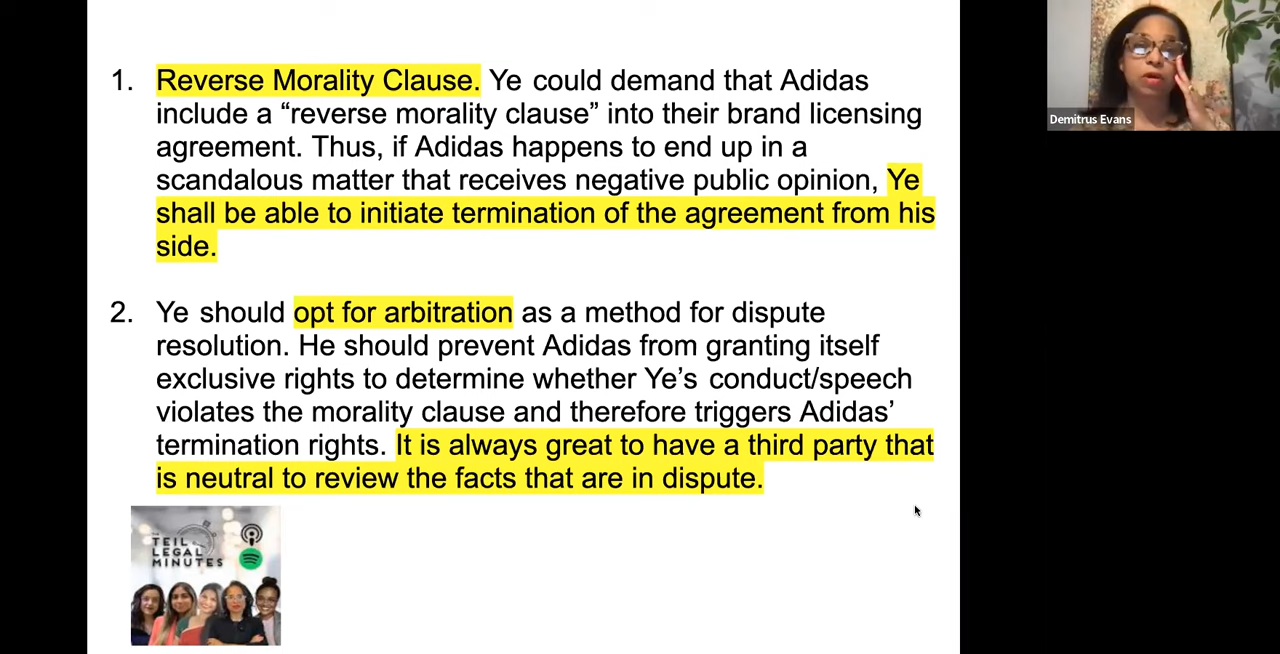 1. Reverse Morality Clause. Ye could demand that Adidas
include a “reverse morality clause” into their brand licensing
agreement. Thus, if Adidas happens to end up in a
scandalous matter that receives negative public opinion, Ye
shall be able to initiate termination of the agreement from his
side.
2. Ye should opt for arbitration as a method for dispute
resolution. He should prevent Adidas from granting itself
exclusive rights to determine whether Ye’s conduct/speech
violates the morality clause and therefore triggers Adidas’
termination rights. It is always great to have a third party that
is neutral to review the facts that are in dispute.
TEIL
LEGAL
MINUTES
Demitrus Evans